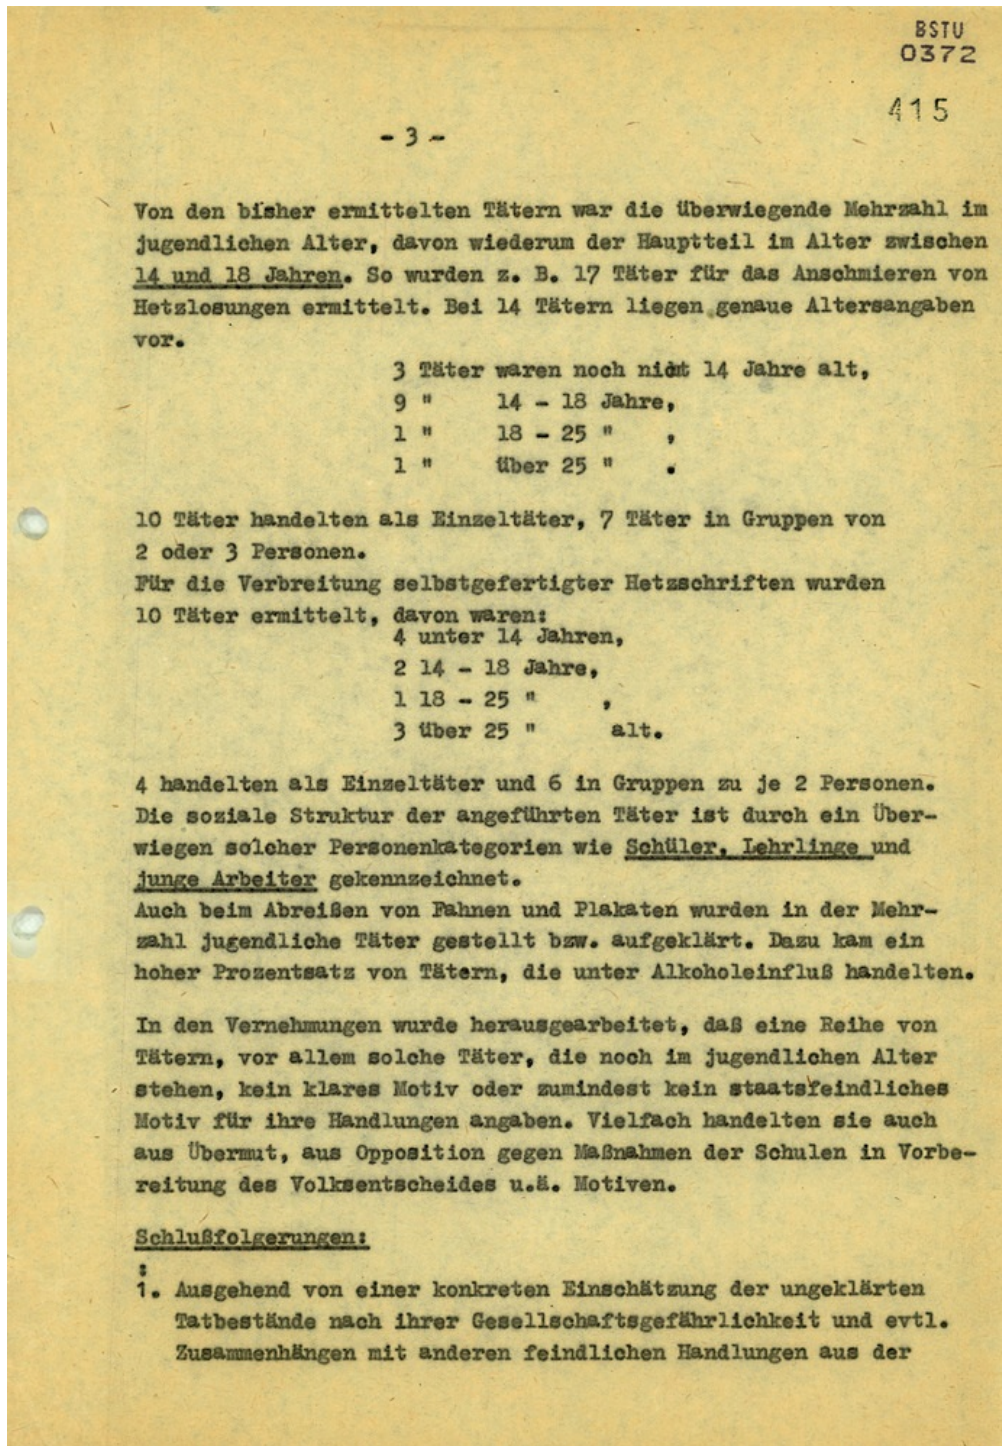 BSTU
0372
415
- 3 -
Von den bisher ermittelten Tätern war die überwiegende Mehrzahl im
jugendlichen Alter, davon wiederum der Hauptteil im Alter zwischen
14 und 18 Jahren. So wurden z. B. 17 Täter für das Anschmieren von
Hetzlosungen ermittelt. Bei 14 Tätern liegen genaue Altersangaben
vor.
3 Täter waren noch nicht 14 Jahre alt,
9 " 14 - 18 Jahre,
1 " 18 - 25 " ,
1 " über 25 " .
10 Täter handelten als Einzeltäter, 7 Täter in Gruppen von
2 oder 3 Personen.
Für die Verbreitung selbstgefertigter Hetzschriften wurden
10 Täter ermittelt, davon waren:
4 unter 14 Jahren,
2 14 - 18 Jahre,
1 18 - 25 " ,
3 über 25 " alt.
4 handelten als Einzeltäter und 6 in Gruppen zu je 2 Personen.
Die soziale Struktur der angeführten Täter ist durch ein Über-
wiegen solcher Personenkategorien wie Schüler, Lehrlinge und
junge Arbeiter gekennzeichnet.
Auch beim Abreißen von Fahnen und Plakaten wurden in der Mehr-
zahl jugendliche Täter gestellt bzw. aufgeklärt. Dazu kam ein
hoher Prozentsatz von Tätern, die unter Alkoholeinfluß handelten.
In den Vernehmungen wurde herausgearbeitet, daß eine Reihe von
Tätern, vor allem solche Täter, die noch im jugendlichen Alter
stehen, kein klares Motiv oder zumindest kein staatsfeindliches
Motiv für ihre Handlungen angaben. Vielfach handelten sie auch
aus Übermut, aus Opposition gegen Maßnahmen der Schulen in Vorbe-
reitung des Volksentscheides u.ä. Motiven.
Schlußfolgerungen:
:
1. Ausgehend von einer konkreten Einschätzung der ungeklärten
Tatbestände nach ihrer Gesellschaftsgefährlichkeit und evtl.
Zusammenhängen mit anderen feindlichen Handlungen aus der